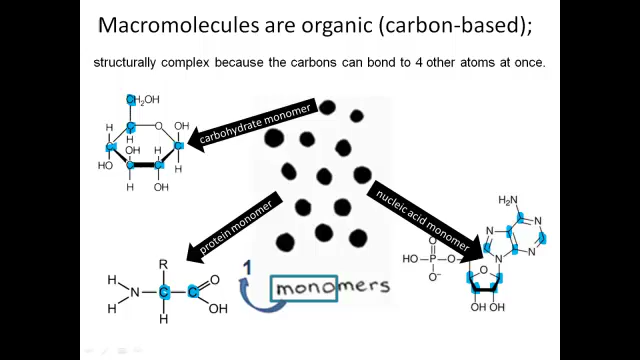 Macromolecules are organic (carbon-based);
structurally complex because the carbons can bond to 4 other atoms at once.
CH₂OH
carbohydrate monomer
O
OH
H
H
OH
H
HO
H
H
OH
nucleic acid monomer
protein monomer
H₂N
N
N
N
N
O
HO
P
O
O⁻
O
OH
OH
R
H
N
H
C
C
O
OH
H
1
monomers